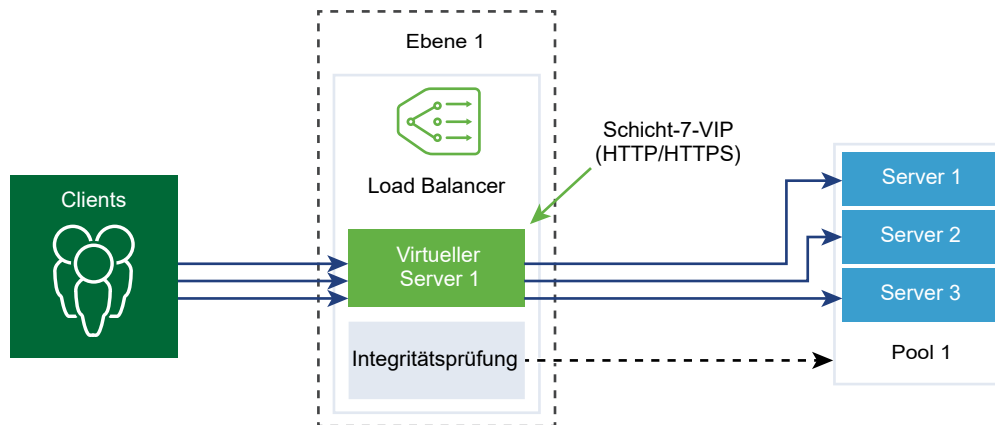 Ebene 1
Load Balancer
Schicht-7-VIP
(HTTP/HTTPS)
Clients
Virtueller
Server 1
Integritätsprüfung
Server 1
Server 2
Server 3
Pool 1